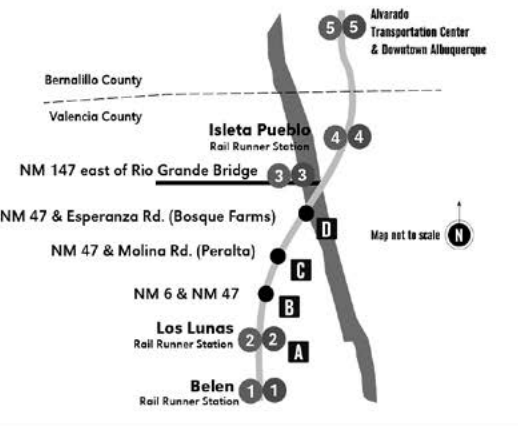 5 5
Alvarado
Transportation Center
& Downtown Albuquerque
Bernalillo County
Valencia County
Isleta Pueblo
Rail Runner Station
4 4
NM 147 east of Rio Grande Bridge
3 3
NM 47 & Esperanza Rd. (Bosque Farms)
D
Map not to scale
N
NM 47 & Molina Rd. (Peralta)
C
NM 6 & NM 47
B
Los Lunas
Rail Runner Station
2 2
A
Belen
Rail Runner Station
1 1